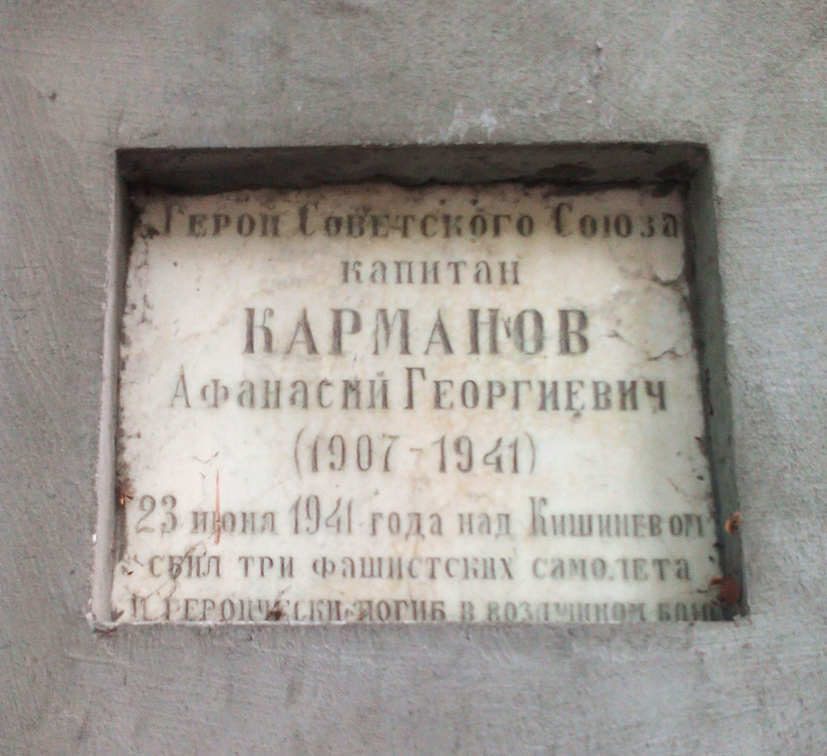 Герой Советского Союза
капитан
КАРМАНОВ
Афанасий Георгиевич
(1907-1941)
23 июня 1941 года над Кишиневом
сбил три фашистских самолета
и героически погиб в воздушном бою